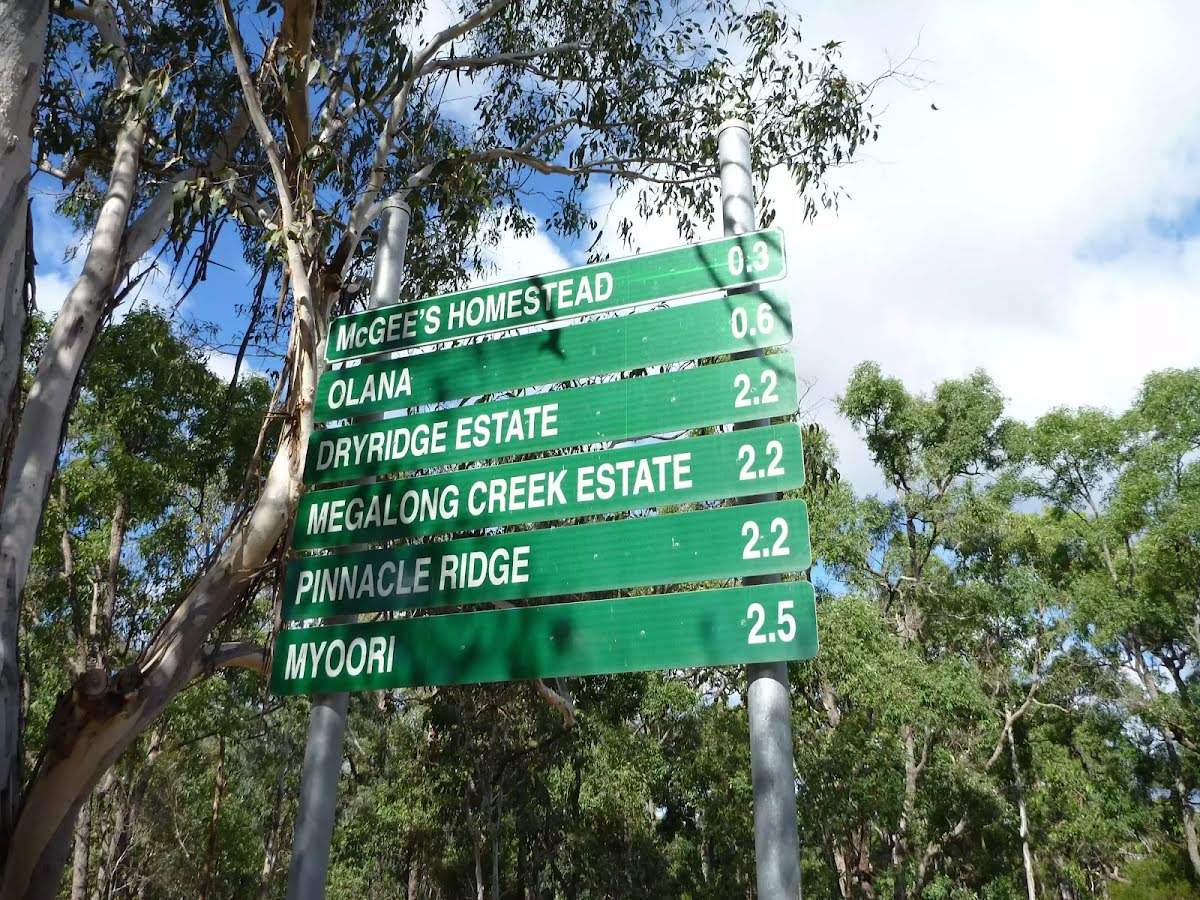 McGEE'S HOMESTEAD 0.3
OLANA 0.6
DRYRIDGE ESTATE 2.2
MEGALONG CREEK ESTATE 2.2
PINNACLE RIDGE 2.2
MYOORI 2.5